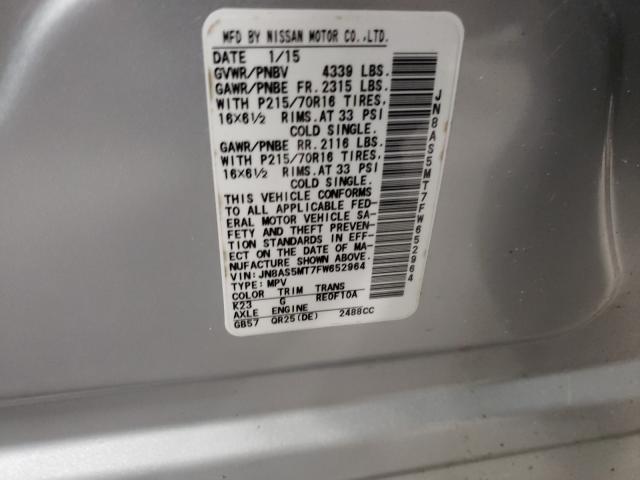 MFD BY NISSAN MOTOR CO.,LTD.
DATE 1/15
GVWR/PNBV 4339 LBS.
GAWR/PNBE FR.2315 LBS.
WITH P215/70R16 TIRES.
16×6½ RIMS.AT 33 PSI
COLD SINGLE.
GAWR/PNBE RR.2116 LBS.
WITH P215/70R16 TIRES.
16×6½ RIMS.AT 33 PSI
COLD SINGLE.
THIS VEHICLE CONFORMS
TO ALL APPLICABLE FED-
ERAL MOTOR VEHICLE SA-
FETY AND THEFT PREVEN-
TION STANDARDS IN EFF-
ECT ON THE DATE OF MA-
NUFACTURE SHOWN ABOVE.
VIN:JN8AS5MT7FW652964
TYPE:MPV
COLOR TRIM TRANS
K23 G RE0F10A
AXLE ENGINE
GB57 QR25(DE) 2488CC
JN8AS5MT7FW652964